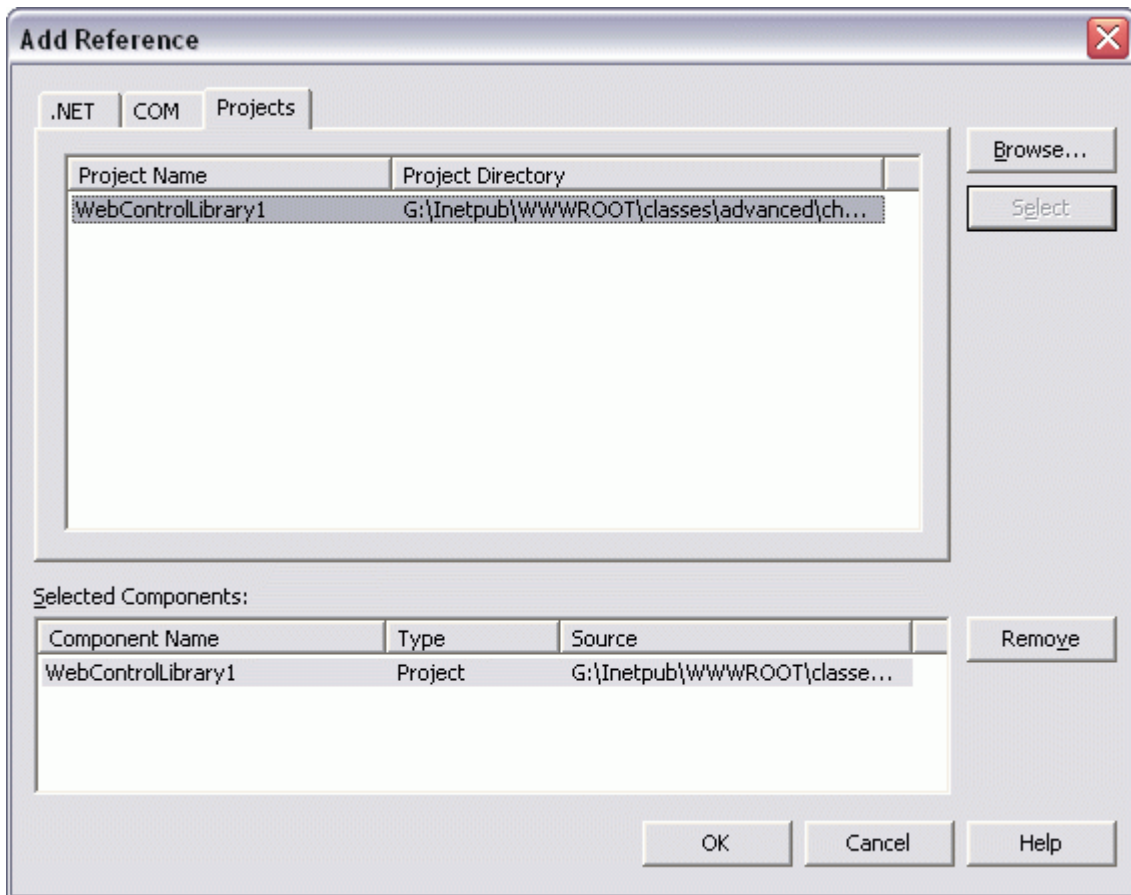 Add Reference
.NET COM Projects
Browse...
Project Name Project Directory
WebControlLibrary1 G:\Inetpub\WWWROOT\classes\advanced\ch...
Select
Selected Components:
Component Name Type Source
Remove
WebControlLibrary1 Project G:\Inetpub\WWWROOT\classe...
OK Cancel Help